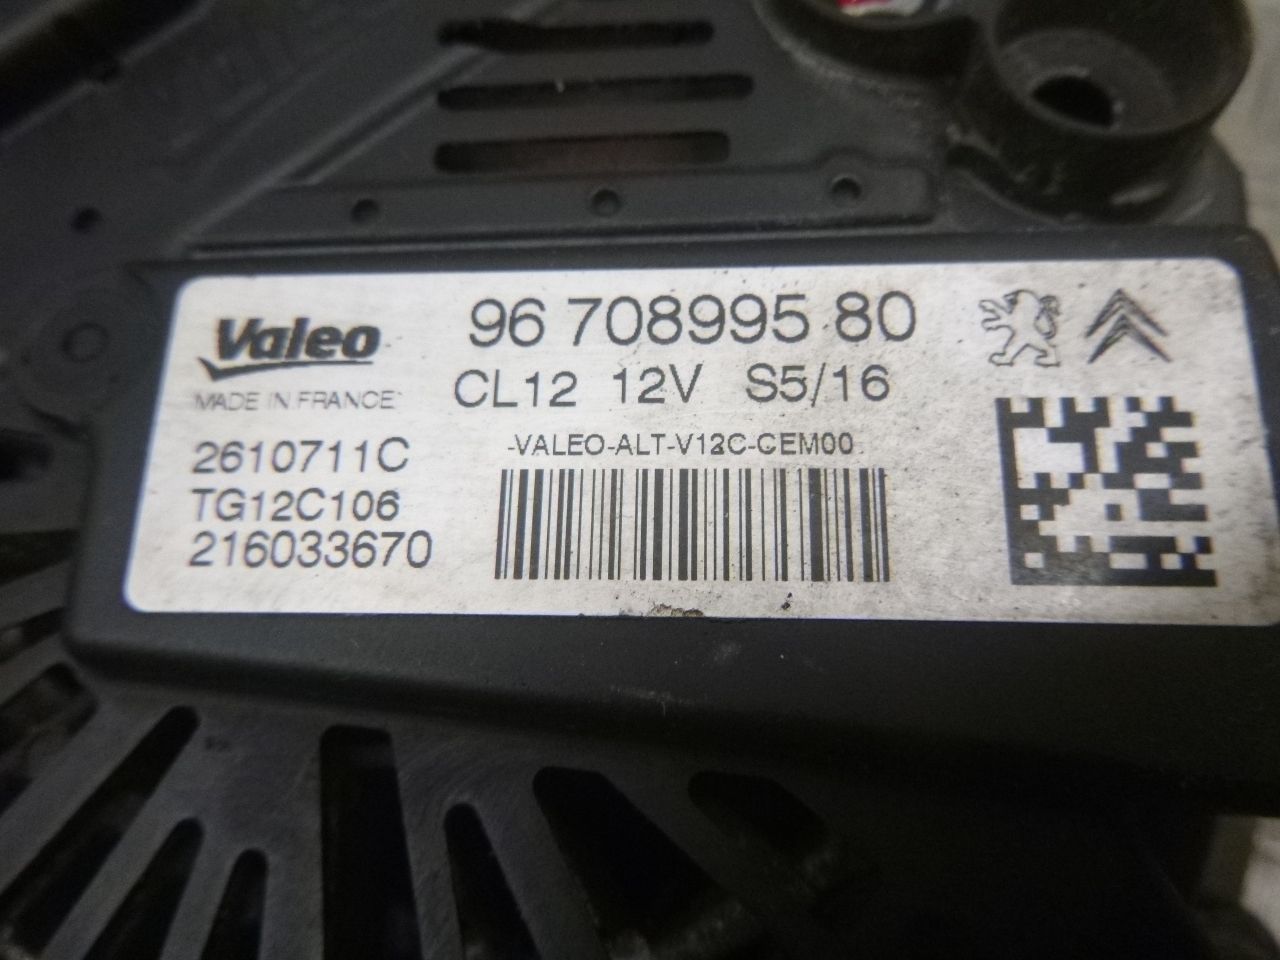 Valeo
MADE IN FRANCE
96 708995 80
CL12 12V S5/16
-VALEO-ALT-V12C-CEM00
2610711C
TG12C106
216033670